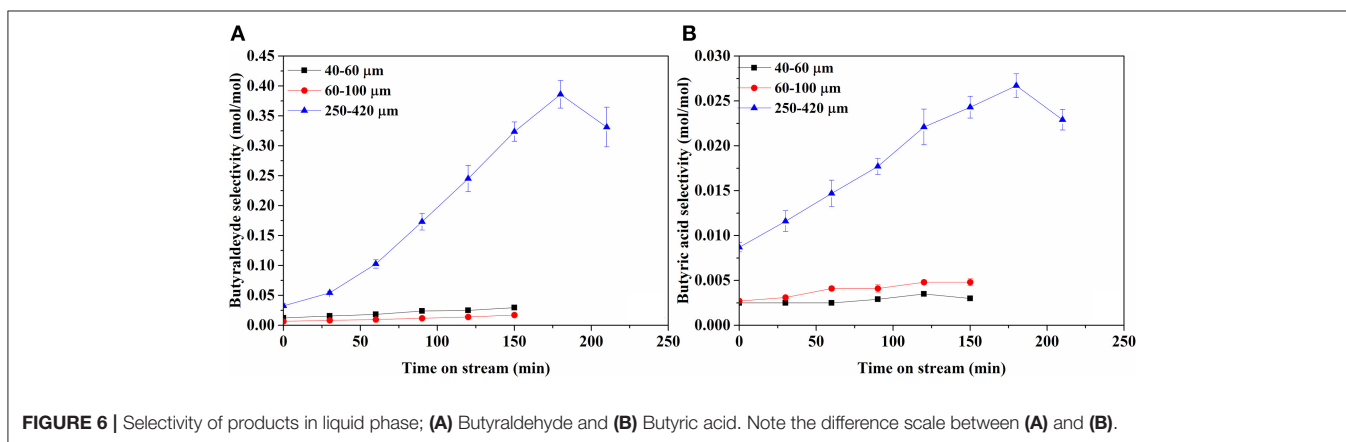 A
Butyraldeyde selectivity (mol/mol)
0.45
0.40
0.35
0.30
0.25
0.20
0.15
0.10
0.05
0.00
40-60 μm
60-100 μm
250-420 μm
0 50 100 150 200 250
Time on stream (min)
B
Butyric acid selectivity (mol/mol)
0.030
0.025
0.020
0.015
0.010
0.005
0.000
40-60 μm
60-100 μm
250-420 μm
0 50 100 150 200 250
Time on stream (min)
FIGURE 6 | Selectivity of products in liquid phase; (A) Butyraldehyde and (B) Butyric acid. Note the difference scale between (A) and (B).